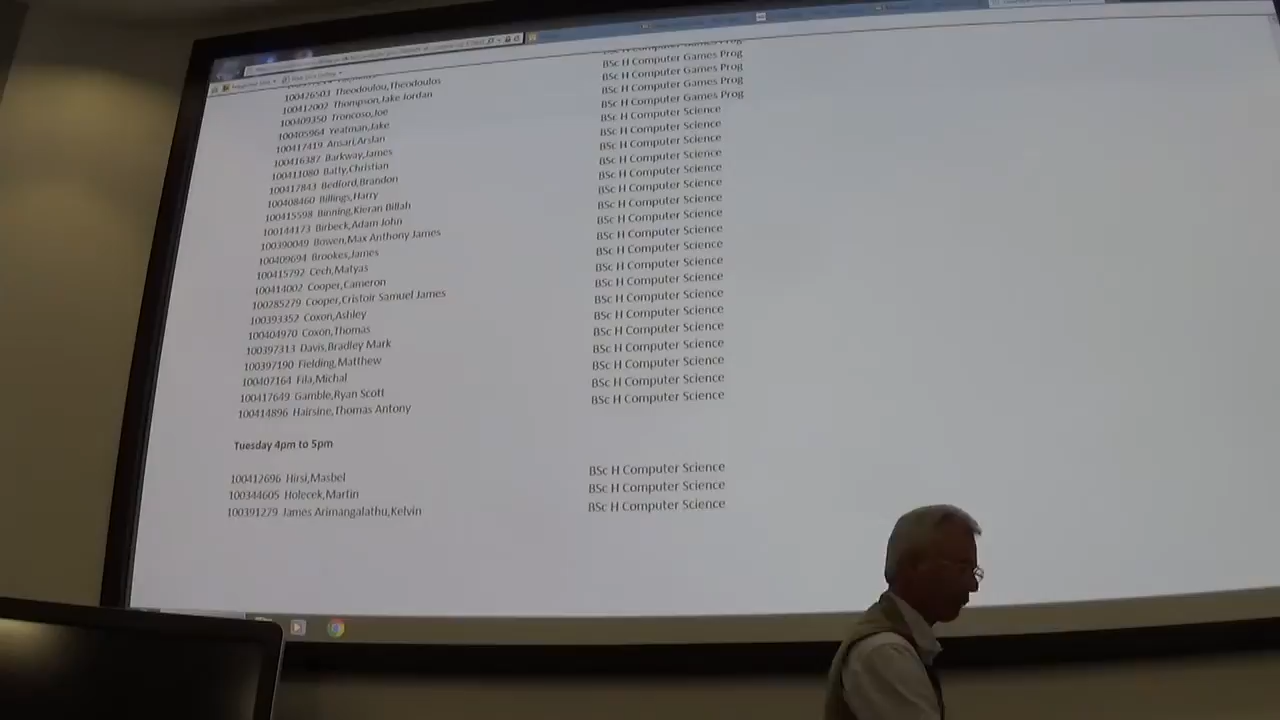 BSc H Computer Games Prog
100426503 Theodoulou,Theodoulos BSc H Computer Games Prog
100412002 Thompson,Jake Jordan BSc H Computer Games Prog
100409350 Troncoso,Joe BSc H Computer Games Prog
100405964 Yeatman,Jake BSc H Computer Games Prog
100417419 Ansari,Arslan BSc H Computer Science
100416387 Barkway,James BSc H Computer Science
100411080 Batty,Christian BSc H Computer Science
100417843 Bedford,Brandon BSc H Computer Science
100408460 Billings,Harry BSc H Computer Science
100415598 Binning,Kieran Billah BSc H Computer Science
100144173 Birbeck,Adam John BSc H Computer Science
100390049 Bowen,Max Anthony James BSc H Computer Science
100409694 Brookes,James BSc H Computer Science
100415792 Cech,Matyas BSc H Computer Science
100414002 Cooper,Cameron BSc H Computer Science
100285279 Cooper,Cristoir Samuel James BSc H Computer Science
100393352 Coxon,Ashley BSc H Computer Science
100404970 Coxon,Thomas BSc H Computer Science
100397313 Davis,Bradley Mark BSc H Computer Science
100397190 Fielding,Matthew BSc H Computer Science
100407164 Fila,Michal BSc H Computer Science
100417649 Gamble,Ryan Scott BSc H Computer Science
100414896 Hairsine,Thomas Antony BSc H Computer Science
Tuesday 4pm to 5pm
100412696 Hirsi,Masbel BSc H Computer Science
100344605 Holecek,Martin BSc H Computer Science
100391279 James Arimangalathu,Kelvin BSc H Computer Science